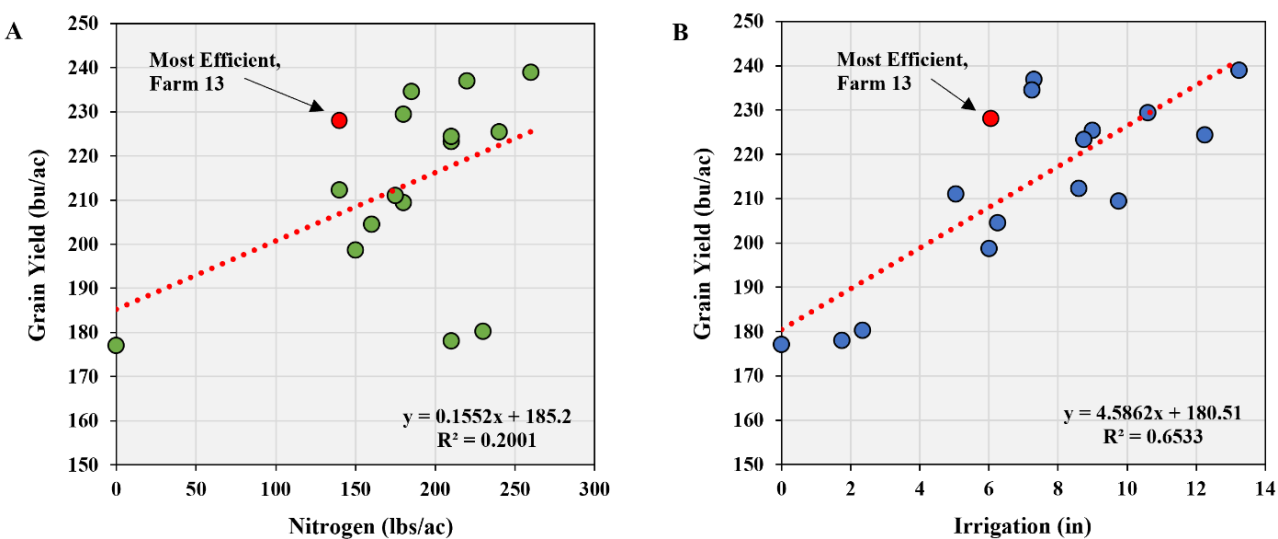 A
Most Efficient,
Farm 13
Grain Yield (bu/ac)
250
240
230
220
210
200
190
180
170
160
150
y = 0.1552x + 185.2
R² = 0.2001
0 50 100 150 200 250 300
Nitrogen (lbs/ac)
B
Most Efficient,
Farm 13
Grain Yield (bu/ac)
250
240
230
220
210
200
190
180
170
160
150
y = 4.5862x + 180.51
R² = 0.6533
0 2 4 6 8 10 12 14
Irrigation (in)